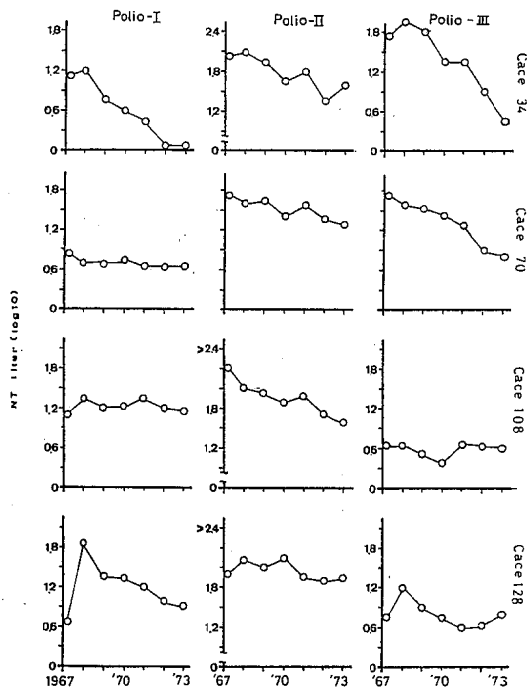 Polio-I Polio-II Polio-III
1.8 2.4 1.8
1.2 1.8 1.2
0.6 1.2 0.6
0 0
Cace 34
1.8
1.2
0.6
0
Cace 70
NT titer (log10)
1.8 >2.4 1.8
1.2 1.8 1.2
0.6 1.2 0.6
0 0
Cace 108
1.8 >2.4 1.8
1.2 1.8 1.2
0.6 1.2 0.6
0
Cace 128
1967 '70 '73 '67 '70 '73 '67 '70 '73